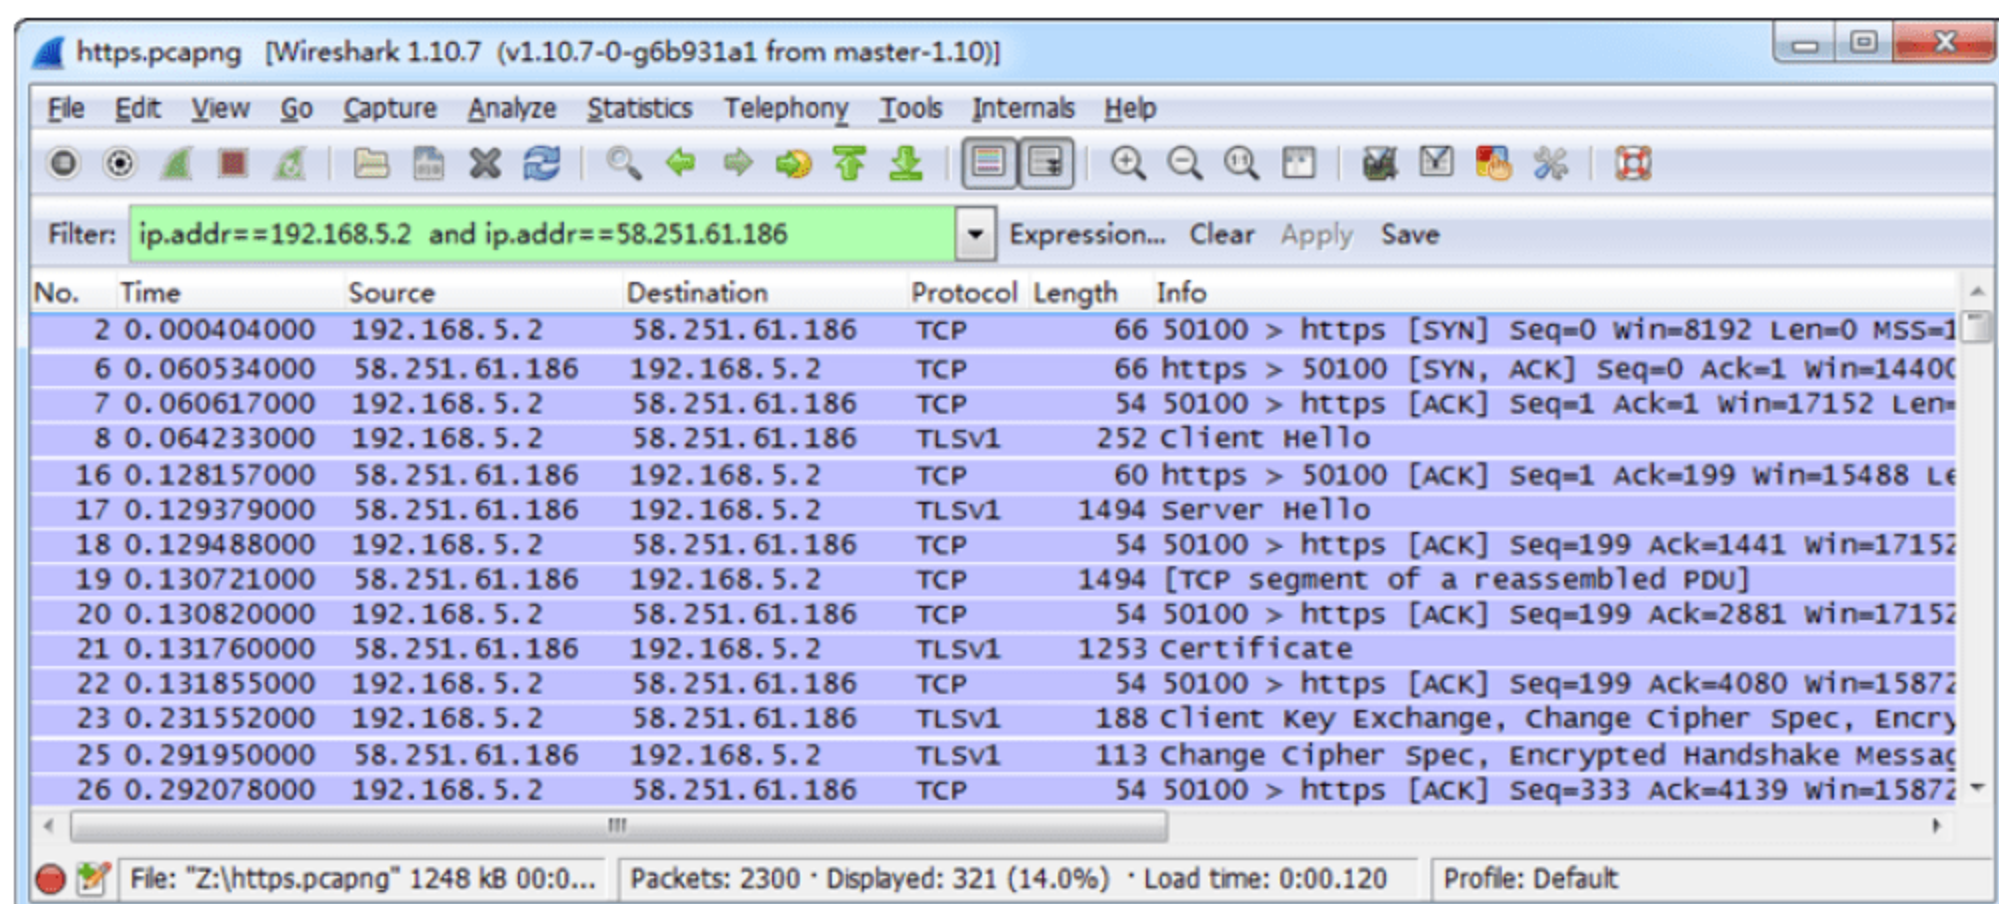 https.pcapng [Wireshark 1.10.7 (v1.10.7-0-g6b931a1 from master-1.10)]
File Edit View Go Capture Analyze Statistics Telephony Tools Internals Help
Filter: ip.addr==192.168.5.2 and ip.addr==58.251.61.186 Expression... Clear Apply Save
No. Time Source Destination Protocol Length Info
2 0.000404000 192.168.5.2 58.251.61.186 TCP 66 50100 > https [SYN] Seq=0 Win=8192 Len=0 MSS=1
6 0.060534000 58.251.61.186 192.168.5.2 TCP 66 https > 50100 [SYN, ACK] Seq=0 Ack=1 Win=14400
7 0.060617000 192.168.5.2 58.251.61.186 TCP 54 50100 > https [ACK] Seq=1 Ack=1 Win=17152 Len=
8 0.064233000 192.168.5.2 58.251.61.186 TLSv1 252 Client Hello
16 0.128157000 58.251.61.186 192.168.5.2 TCP 60 https > 50100 [ACK] Seq=1 Ack=199 Win=15488 Le
17 0.129379000 58.251.61.186 192.168.5.2 TLSv1 1494 Server Hello
18 0.129488000 192.168.5.2 58.251.61.186 TCP 54 50100 > https [ACK] Seq=199 Ack=1441 Win=17152
19 0.130721000 58.251.61.186 192.168.5.2 TCP 1494 [TCP segment of a reassembled PDU]
20 0.130820000 192.168.5.2 58.251.61.186 TCP 54 50100 > https [ACK] Seq=199 Ack=2881 Win=17152
21 0.131760000 58.251.61.186 192.168.5.2 TLSv1 1253 Certificate
22 0.131855000 192.168.5.2 58.251.61.186 TCP 54 50100 > https [ACK] Seq=199 Ack=4080 Win=15872
23 0.231552000 192.168.5.2 58.251.61.186 TLSv1 188 Client Key Exchange, Change Cipher Spec, Encry
25 0.291950000 58.251.61.186 192.168.5.2 TLSv1 113 Change Cipher Spec, Encrypted Handshake Messag
26 0.292078000 192.168.5.2 58.251.61.186 TCP 54 50100 > https [ACK] Seq=333 Ack=4139 Win=15872
File: "Z:\https.pcapng" 1248 kB 00:0... Packets: 2300 · Displayed: 321 (14.0%) · Load time: 0:00.120 Profile: Default